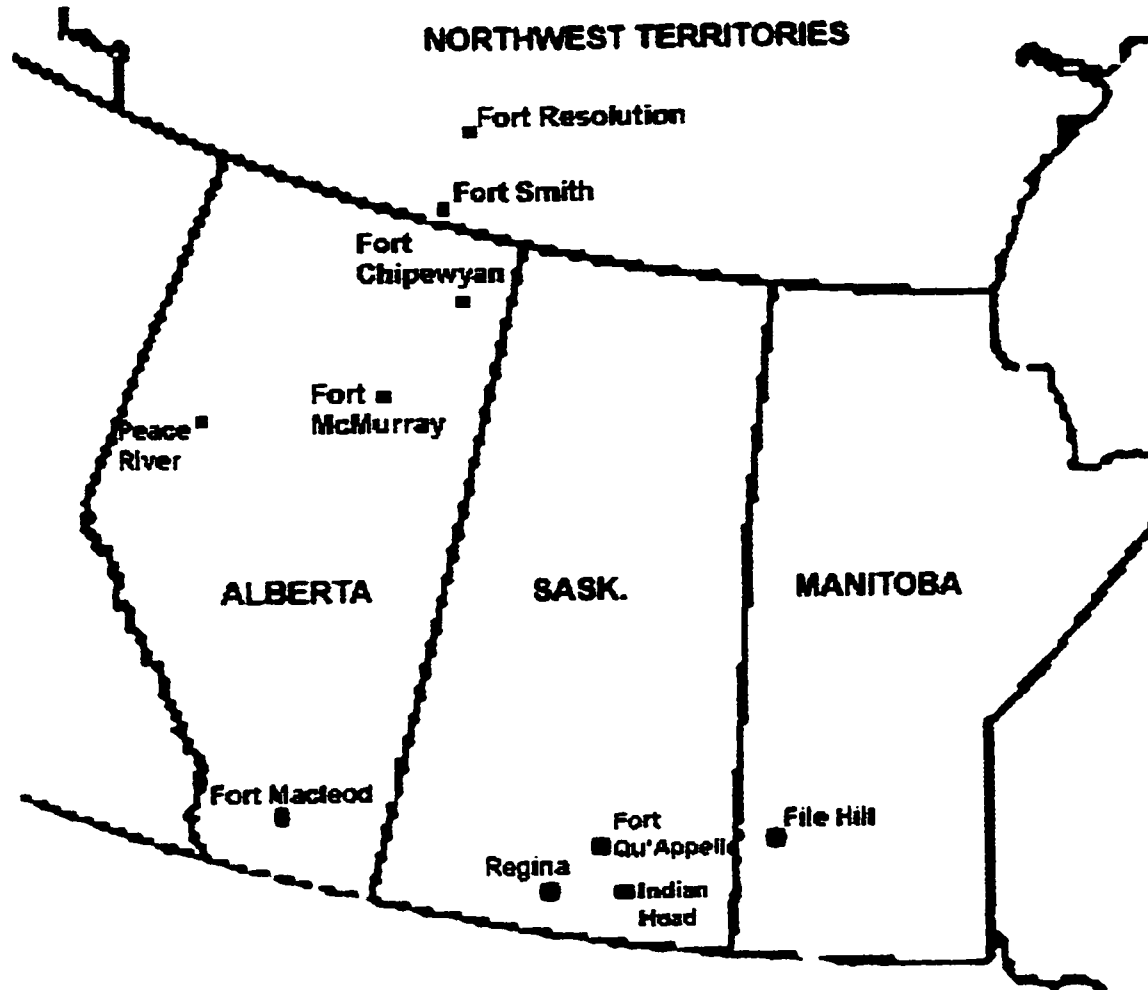 NORTHWEST TERRITORIES
Fort Resolution
Fort Smith
Fort
Chipewyan
Fort
McMurray
Peace
River
ALBERTA
SASK.
MANITOBA
Fort Macleod
Fort
Qu'Appelle
File Hill
Regina
Indian
Head